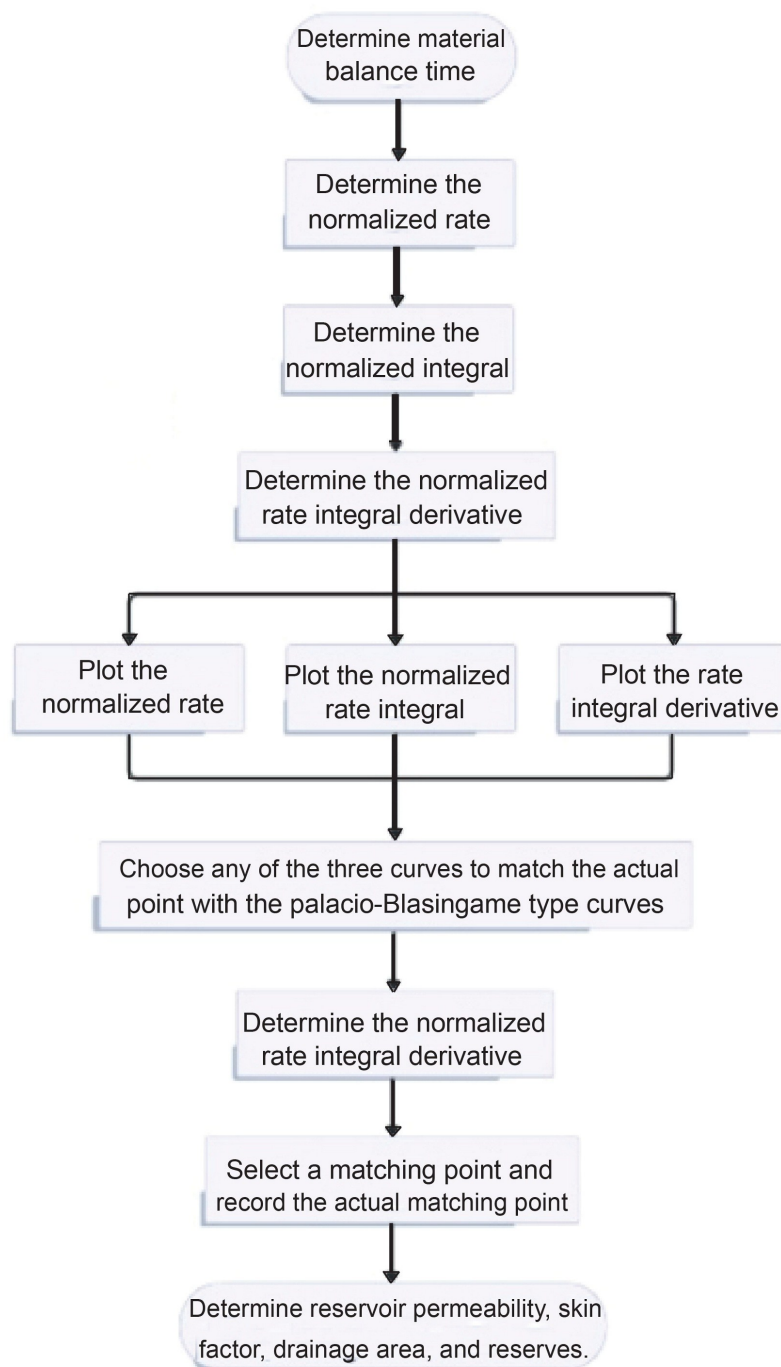 Determine material
balance time
Determine the
normalized rate
Determine the
normalized integral
Determine the normalized
rate integral derivative
Plot the
normalized rate
Plot the normalized
rate integral
Plot the rate
integral derivative
Choose any of the three curves to match the actual
point with the palacio-Blasingame type curves
Determine the normalized
rate integral derivative
Select a matching point and
record the actual matching point
Determine reservoir permeability, skin
factor, drainage area, and reserves.